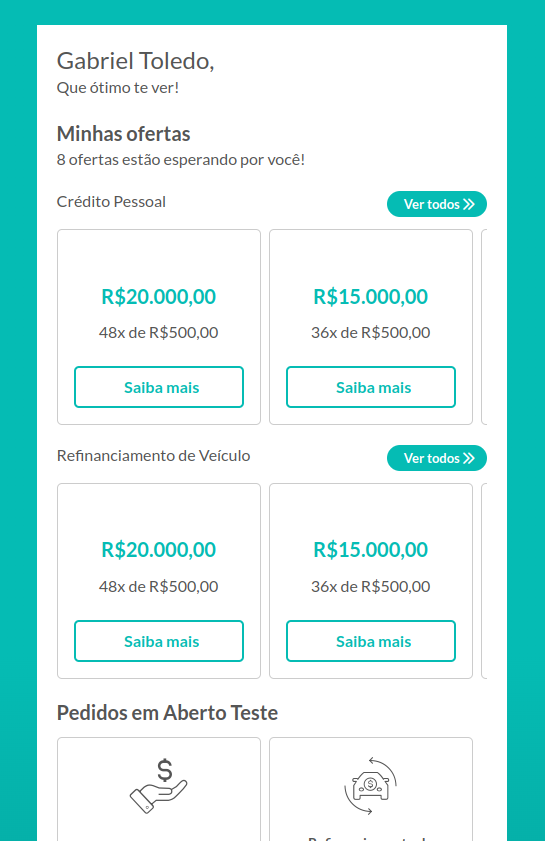 Gabriel Toledo,
Que ótimo te ver!
Minhas ofertas
8 ofertas estão esperando por você!
Crédito Pessoal
Ver todos
R$20.000,00
R$15.000,00
48x de R$500,00
36x de R$500,00
Saiba mais
Saiba mais
Refinanciamento de Veículo
Ver todos
R$20.000,00
R$15.000,00
48x de R$500,00
36x de R$500,00
Saiba mais
Saiba mais
Pedidos em Aberto Teste
$
$